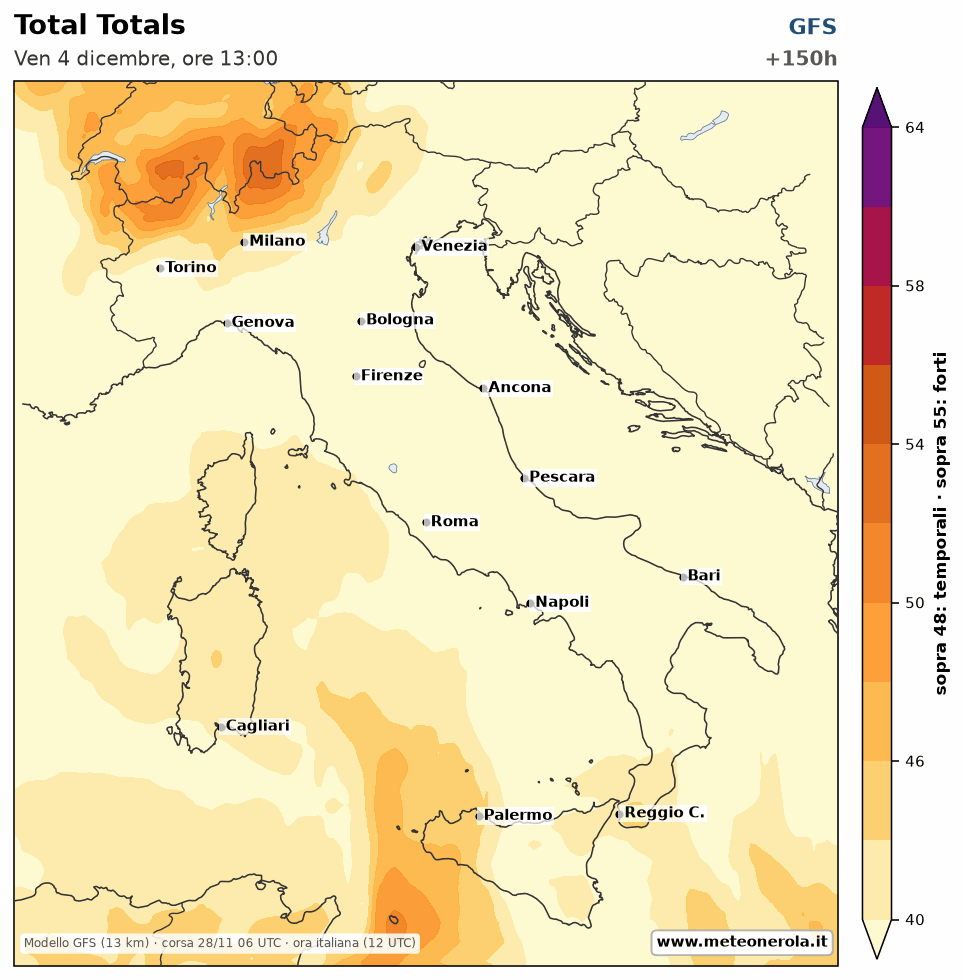 Total Totals
GFS
Ven 4 dicembre, ore 13:00
+150h
64
58
54
50
46
40
sopra 48: temporali · sopra 55: forti
Milano
Venezia
Torino
Genova
Bologna
Firenze
Ancona
Pescara
Roma
Bari
Napoli
Cagliari
Palermo
Reggio C.
Modello GFS (13 km) · corsa 28/11 06 UTC · ora italiana (12 UTC)
www.meteonerola.it